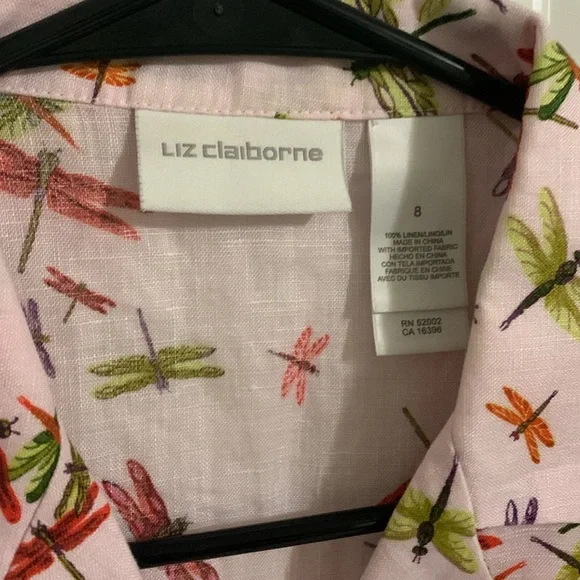 LIZ claiborne
8
100% LINEN/LINO/LIN
MADE IN CHINA
WITH IMPORTED FABRIC
HECHO EN CHINA
CON TELA IMPORTADA
FABRIQUE EN CHINE
AVEC DU TISSU IMPORTE
RN 52002
CA 16396